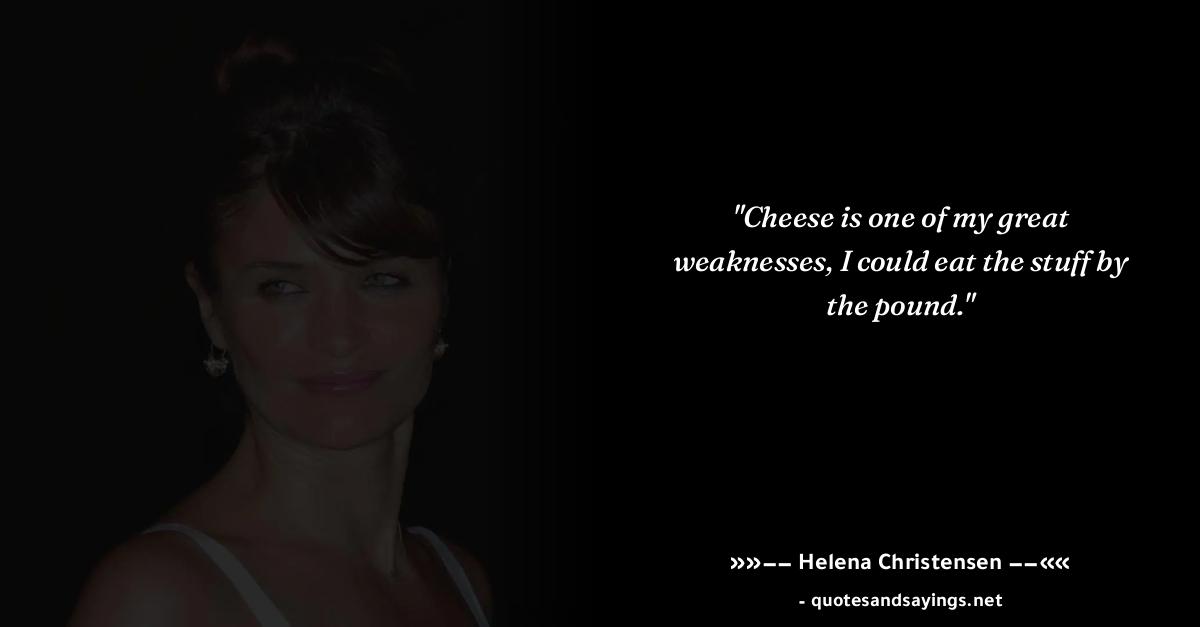 "Cheese is one of my great
weaknesses, I could eat the stuff by
the pound."
»»−− Helena Christensen −−««
- quotesandsayings.net